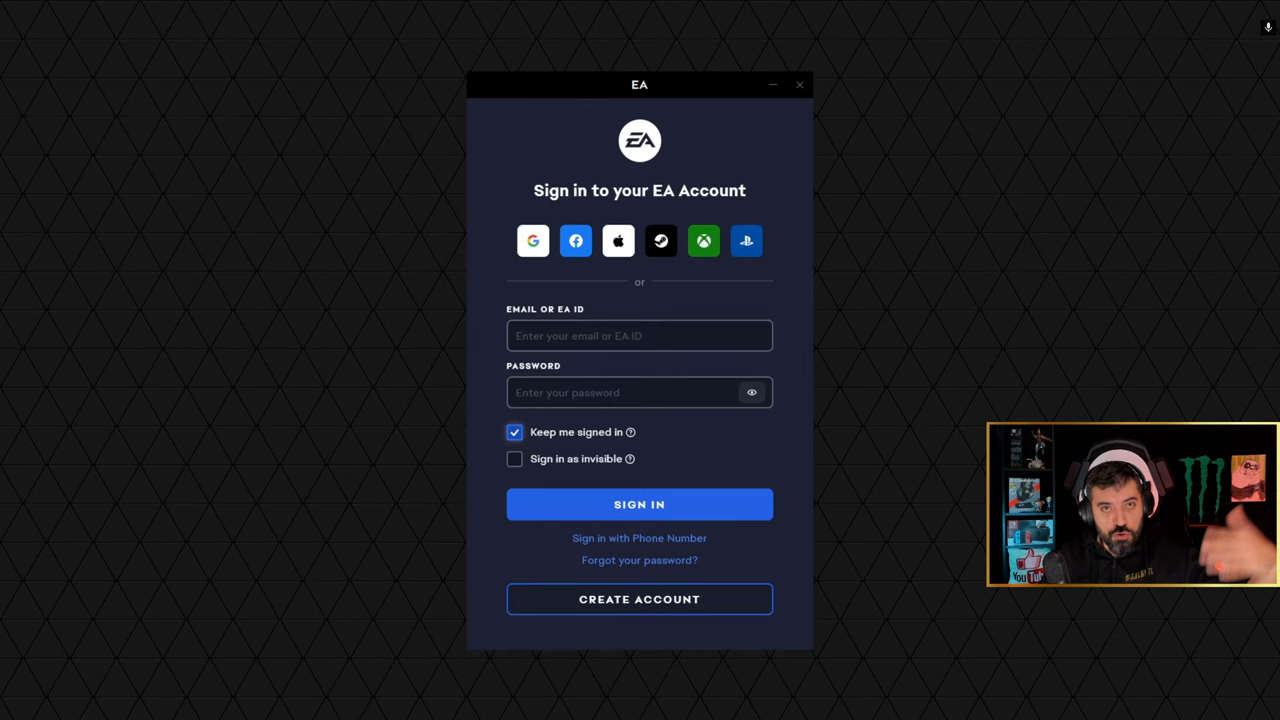 EA
EA
Sign in to your EA Account
or
EMAIL OR EA ID
Enter your email or EA ID
PASSWORD
Enter your password
Keep me signed in
Sign in as invisible
SIGN IN
Sign in with Phone Number
Forgot your password?
CREATE ACCOUNT
You